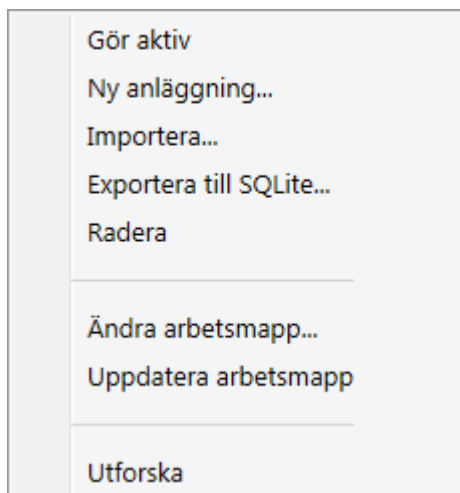 Gör aktiv
Ny anläggning...
Importera...
Exportera till SQLite...
Radera
Ändra arbetsmapp...
Uppdatera arbetsmapp
Utforska